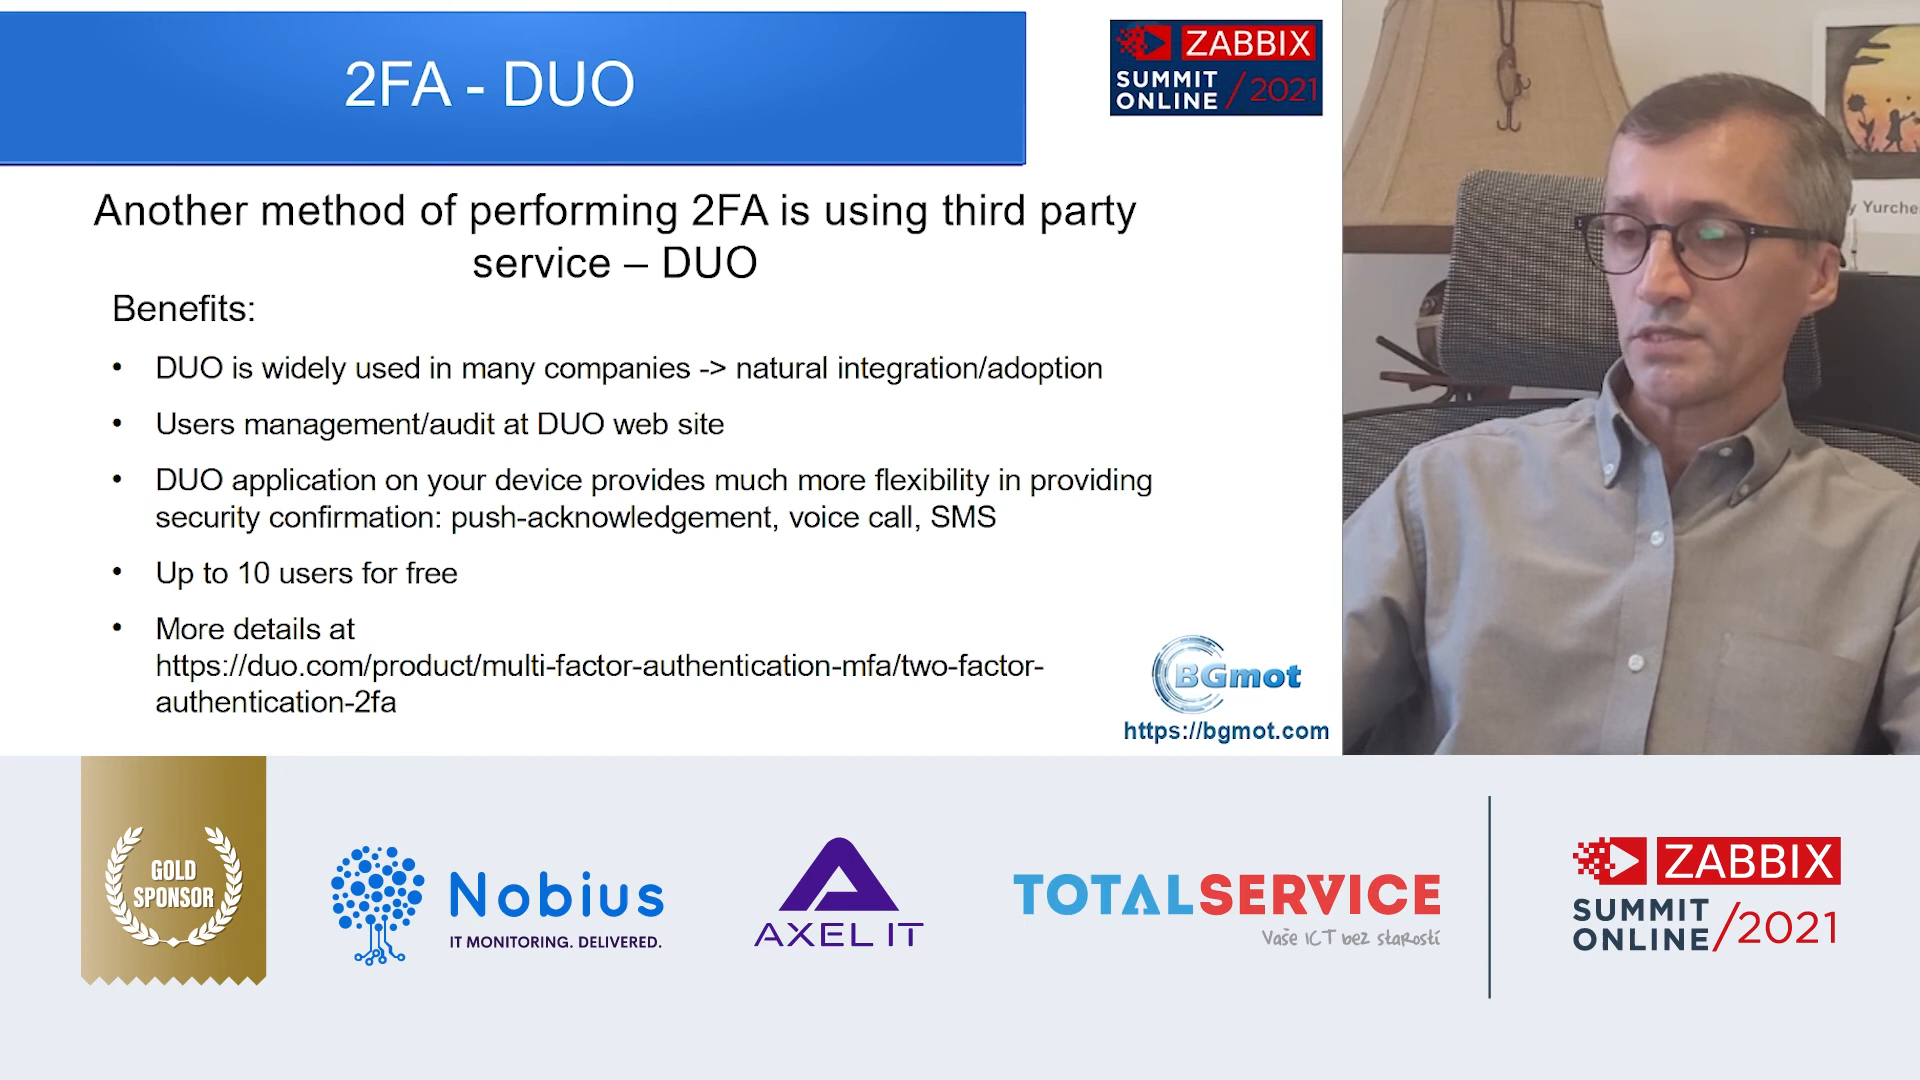 2FA - DUO
ZABBIX
SUMMIT
ONLINE / 2021
Another method of performing 2FA is using third party
service – DUO
Benefits:
• DUO is widely used in many companies -> natural integration/adoption
• Users management/audit at DUO web site
• DUO application on your device provides much more flexibility in providing
security confirmation: push-acknowledgement, voice call, SMS
• Up to 10 users for free
• More details at
https://duo.com/product/multi-factor-authentication-mfa/two-factor-
authentication-2fa
BGmot
https://bgmot.com
GOLD
SPONSOR
Nobius
IT MONITORING. DELIVERED.
AXEL IT
TOTALSERVICE
Vaše ICT bez starostí
ZABBIX
SUMMIT
ONLINE / 2021